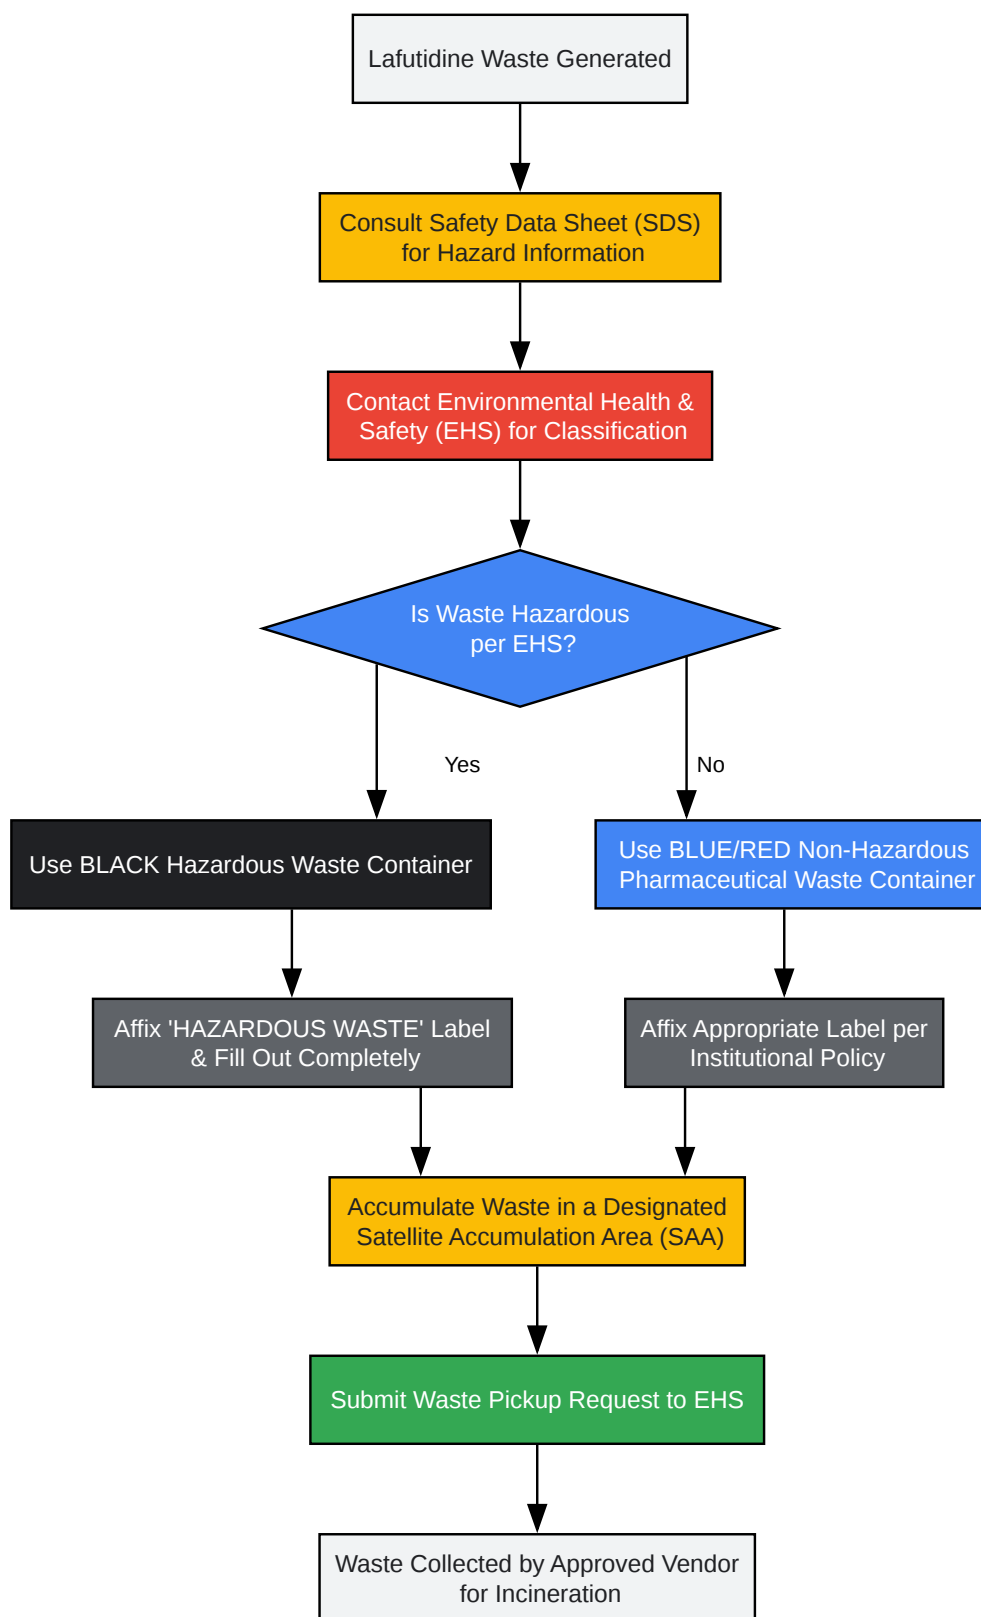 Lafutidine Waste Generated
Consult Safety Data Sheet (SDS)
for Hazard Information
Contact Environmental Health &
Safety (EHS) for Classification
Is Waste Hazardous
per EHS?
Yes
No
Use BLACK Hazardous Waste Container
Use BLUE/RED Non-Hazardous
Pharmaceutical Waste Container
Affix 'HAZARDOUS WASTE' Label
& Fill Out Completely
Affix Appropriate Label per
Institutional Policy
Accumulate Waste in a Designated
Satellite Accumulation Area (SAA)
Submit Waste Pickup Request to EHS
Waste Collected by Approved Vendor
for Incineration